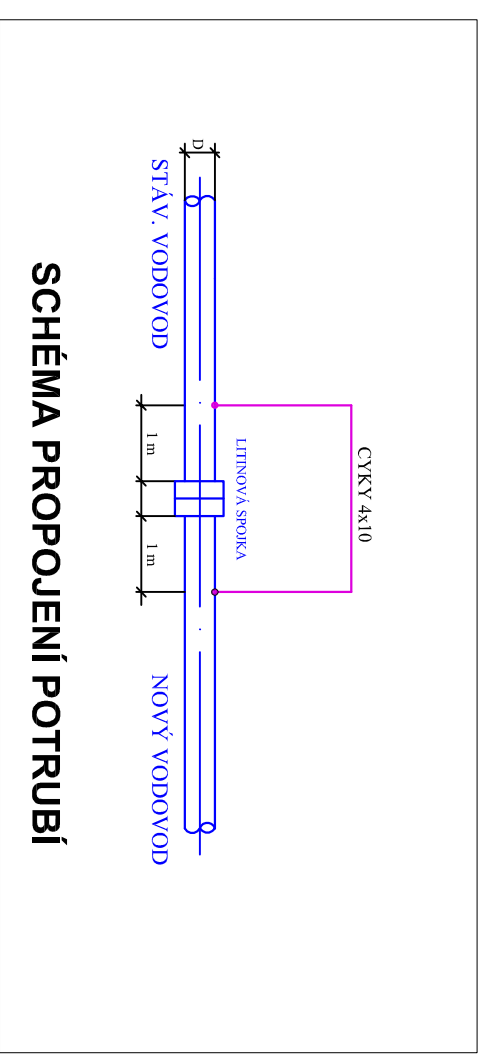 CYKY 4x10
LITINOVÁ SPOJKA
D
STÁV. VODOVOD
1 m
1 m
NOVÝ VODOVOD
SCHÉMA PROPOJENÍ POTRUBÍ